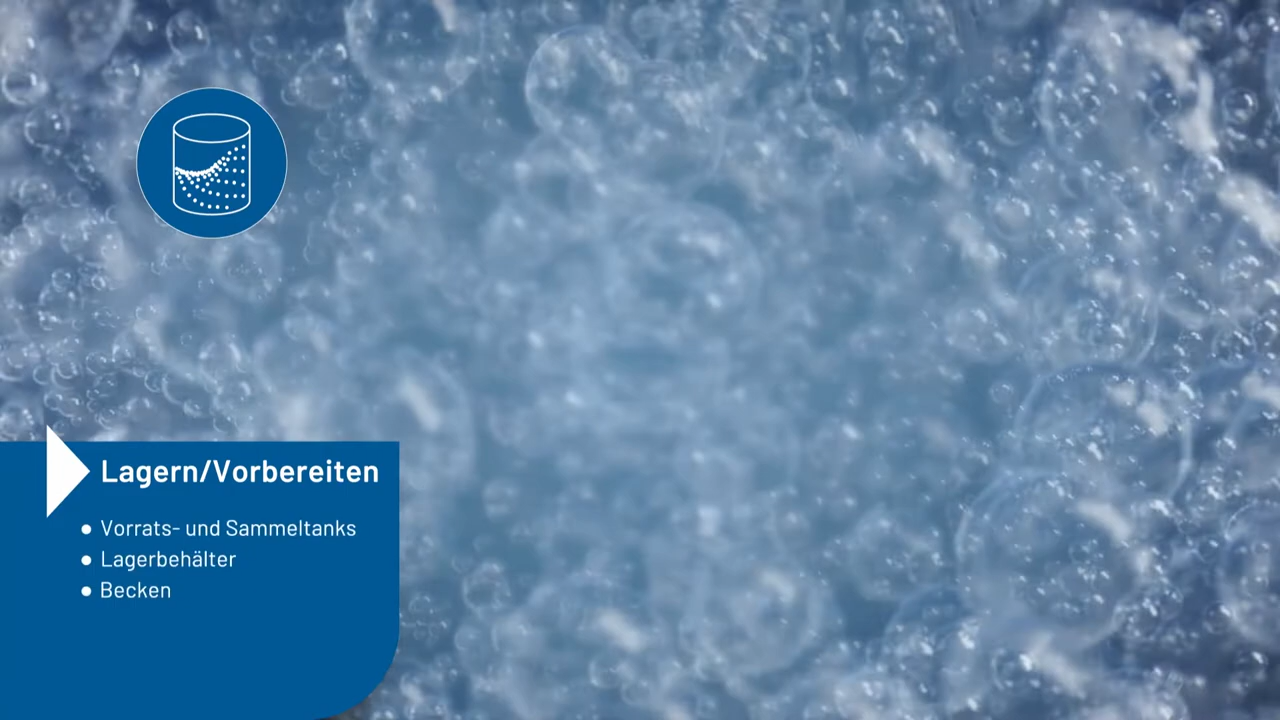 Lagern/Vorbereiten
● Vorrats- und Sammeltanks
● Lagerbehälter
● Becken